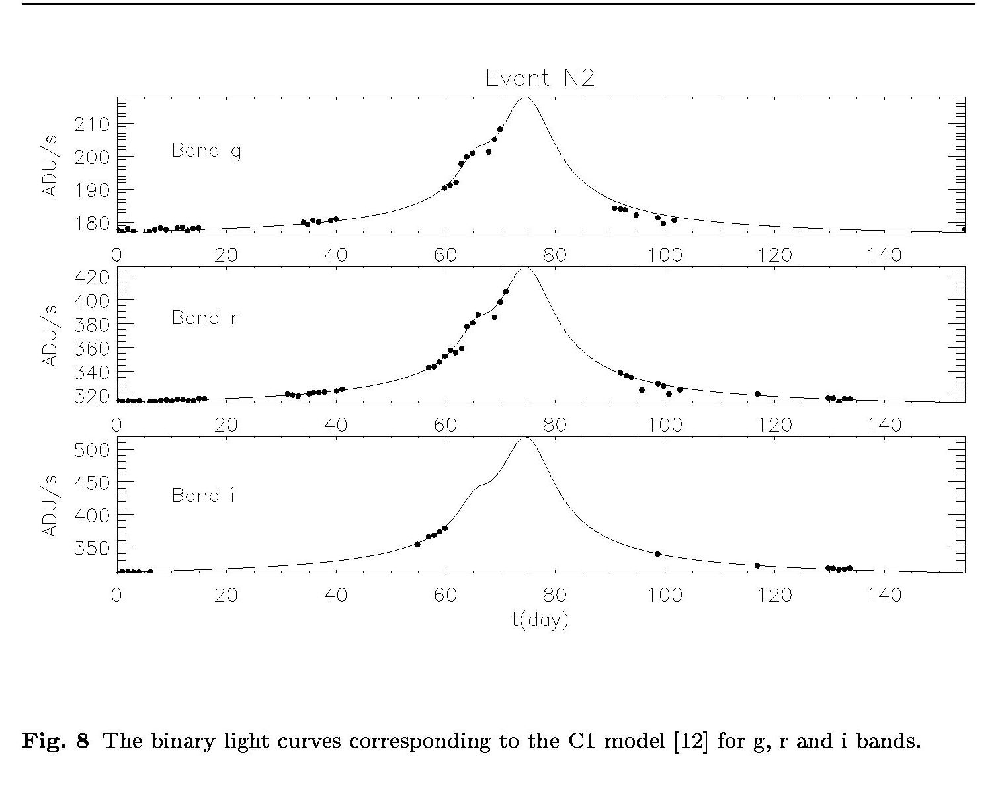 Event N2
210
200
190
180
ADU/s
Band g
0 20 40 60 80 100 120 140
420
400
380
360
340
320
ADU/s
Band r
0 20 40 60 80 100 120 140
500
450
400
350
ADU/s
Band i
0 20 40 60 80 100 120 140
t(day)
Fig. 8 The binary light curves corresponding to the C1 model [12] for g, r and i bands.